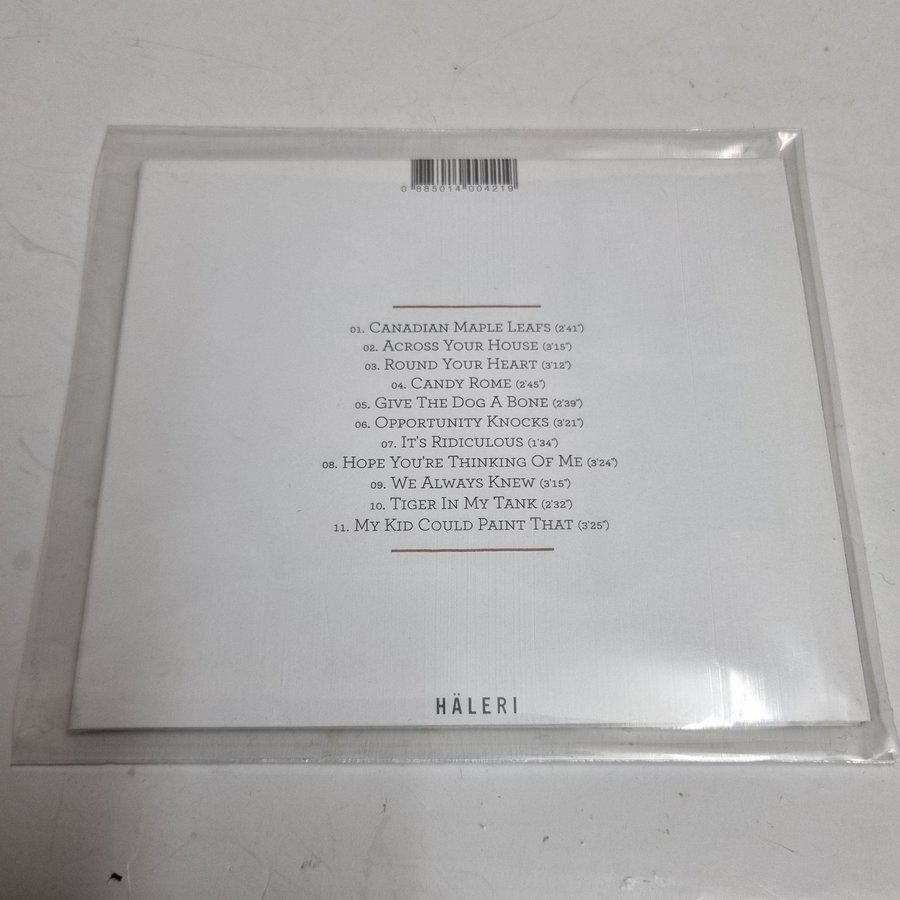 0 885014 004219
01. CANADIAN MAPLE LEAFS (2'41")
02. ACROSS YOUR HOUSE (3'15")
03. ROUND YOUR HEART (3'12")
04. CANDY ROME (2'45")
05. GIVE THE DOG A BONE (2'39")
06. OPPORTUNITY KNOCKS (3'21")
07. IT'S RIDICULOUS (1'34")
08. HOPE YOU'RE THINKING OF ME (3'24")
09. WE ALWAYS KNEW (3'15")
10. TIGER IN MY TANK (2'32")
11. MY KID COULD PAINT THAT (3'25")
HÄLERI